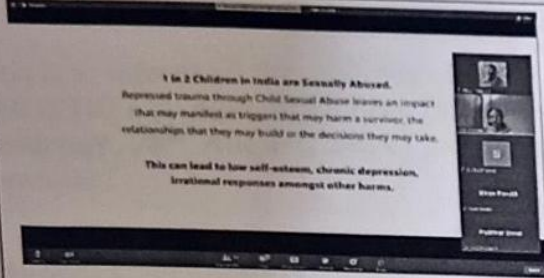 1 in 2 Children in India are Sexually Abused.
Repressed trauma through Child Sexual Abuse leaves an impact
that may manifest as triggers that may harm a survivor, the
relationships that they may build or the decisions they may take.
This can lead to low self-esteem, chronic depression,
irrational responses amongst other harms.
S